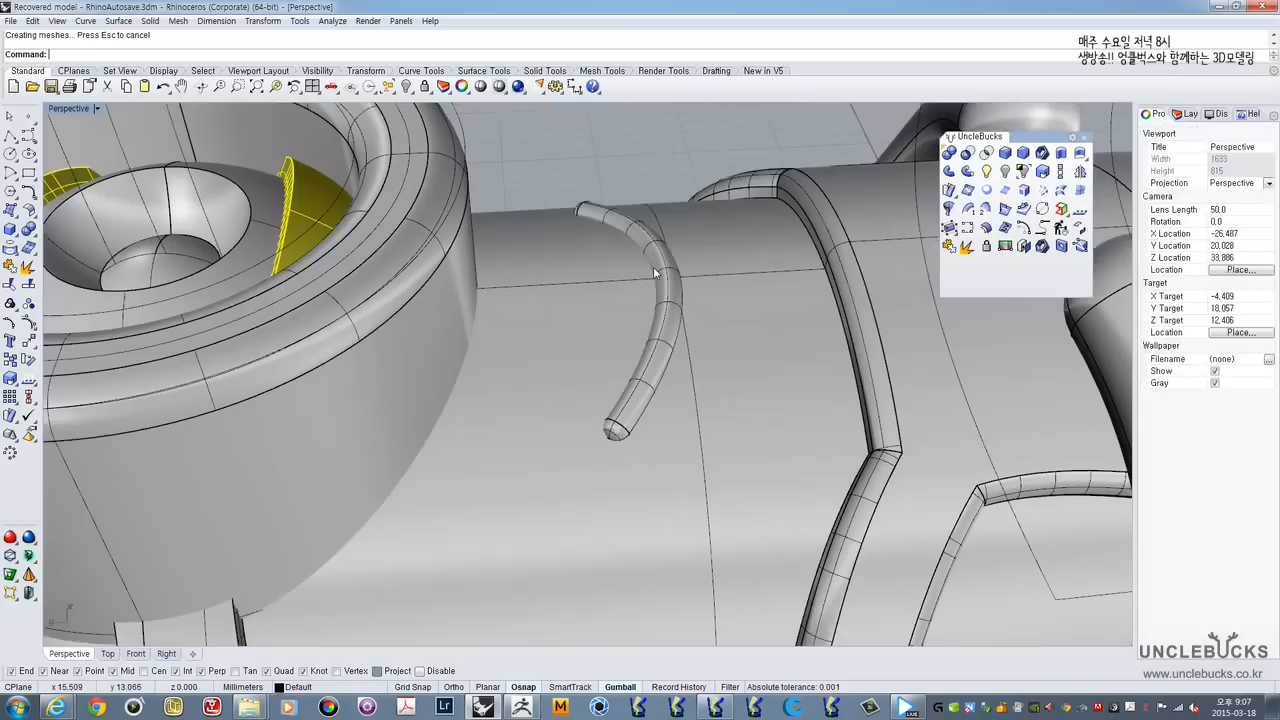 Recovered model - RhinoAutosave.3dm - Rhinoceros (Corporate) (64-bit) - [Perspective]
File Edit View Curve Surface Solid Mesh Dimension Transform Tools Analyze Render Panels Help
Creating meshes... Press Esc to cancel
매주 수요일 저녁 8시
Command:
생방송!! 엉클벅스와 함께하는 3D모델링
Standard CPlanes Set View Display Select Viewport Layout Visibility Transform Curve Tools Surface Tools Solid Tools Mesh Tools Render Tools Drafting New in V5
Perspective
UncleBucks
Pro Lay Dis Hel
Viewport
Title Perspective
Width 1633
Height 815
Projection Perspective
Camera
Lens Length 50,0
Rotation 0,0
X Location -26,487
Y Location 20,028
Z Location 33,886
Location Place...
Target
X Target -4,409
Y Target 18,057
Z Target 12,406
Location Place...
Wallpaper
Filename (none) ...
Show
Gray
Perspective Top Front Right
UNCLEBUCKS
www.unclebucks.co.kr
End Near Point Mid Cen Int Perp Tan Quad Knot Vertex Project Disable
CPlane x 15.509 y 13.065 z 0.000 Millimeters Default Grid Snap Ortho Planar Osnap SmartTrack Gumball Record History Filter Absolute tolerance: 0.001
LIVE
오후 9:07
2015-03-18